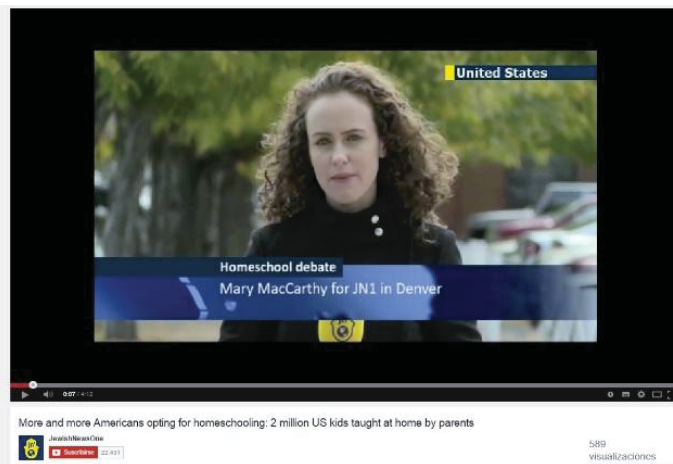 United States
Homeschool debate
Mary MacCarthy for JN1 in Denver
0:07 / 4:12
More and more Americans opting for homeschooling: 2 million US kids taught at home by parents
JewishNewsOne
Suscribirse 22.431
589
visualizaciones